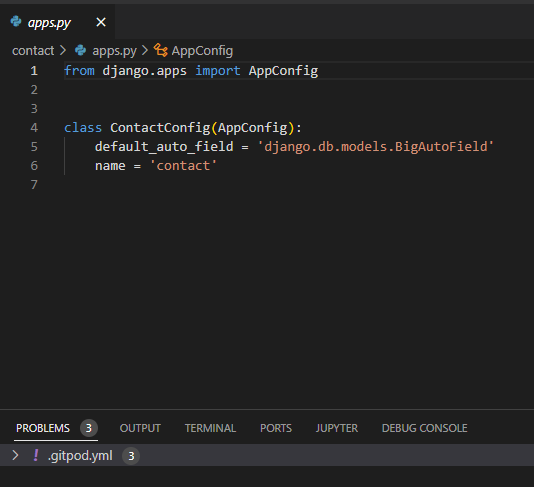 apps.py
contact > apps.py > AppConfig
1 from django.apps import AppConfig
2
3
4 class ContactConfig(AppConfig):
5     default_auto_field = 'django.db.models.BigAutoField'
6     name = 'contact'
7
PROBLEMS 3 OUTPUT TERMINAL PORTS JUPYTER DEBUG CONSOLE
> ! .gitpod.yml 3